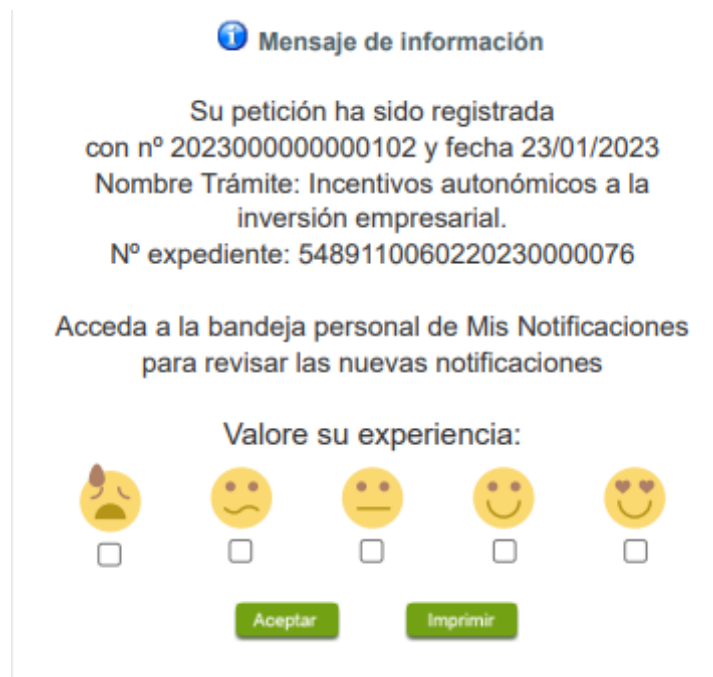 Mensaje de información
Su petición ha sido registrada
con nº 2023000000000102 y fecha 23/01/2023
Nombre Trámite: Incentivos autonómicos a la
inversión empresarial.
Nº expediente: 54891100602202300000076
Acceda a la bandeja personal de Mis Notificaciones
para revisar las nuevas notificaciones
Valore su experiencia:
Aceptar
Imprimir